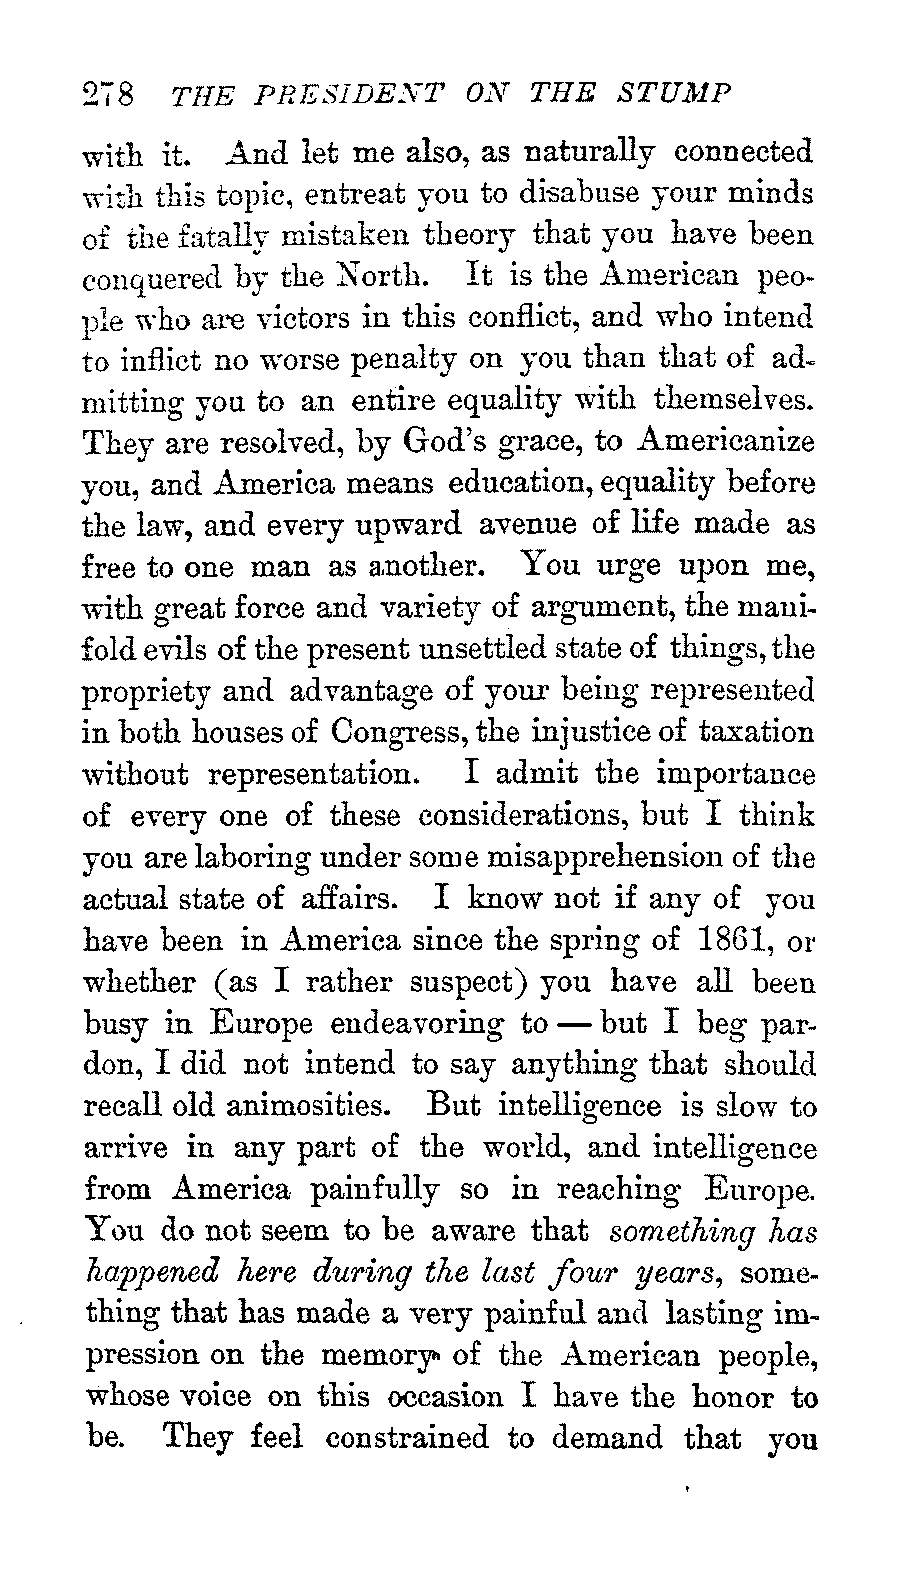 278 THE PRESIDENT ON THE STUMP
with it. And let me also, as naturally connected
with this topic, entreat you to disabuse your minds
of the fatally mistaken theory that you have been
conquered by the North. It is the American peo-
ple who are victors in this conflict, and who intend
to inflict no worse penalty on you than that of ad-
mitting you to an entire equality with themselves.
They are resolved, by God's grace, to Americanize
you, and America means education, equality before
the law, and every upward avenue of life made as
free to one man as another. You urge upon me,
with great force and variety of argument, the mani-
fold evils of the present unsettled state of things, the
propriety and advantage of your being represented
in both houses of Congress, the injustice of taxation
without representation. I admit the importance
of every one of these considerations, but I think
you are laboring under some misapprehension of the
actual state of affairs. I know not if any of you
have been in America since the spring of 1861, or
whether (as I rather suspect) you have all been
busy in Europe endeavoring to — but I beg par-
don, I did not intend to say anything that should
recall old animosities. But intelligence is slow to
arrive in any part of the world, and intelligence
from America painfully so in reaching Europe.
You do not seem to be aware that something has
happened here during the last four years, some-
thing that has made a very painful and lasting im-
pression on the memory of the American people,
whose voice on this occasion I have the honor to
be. They feel constrained to demand that you